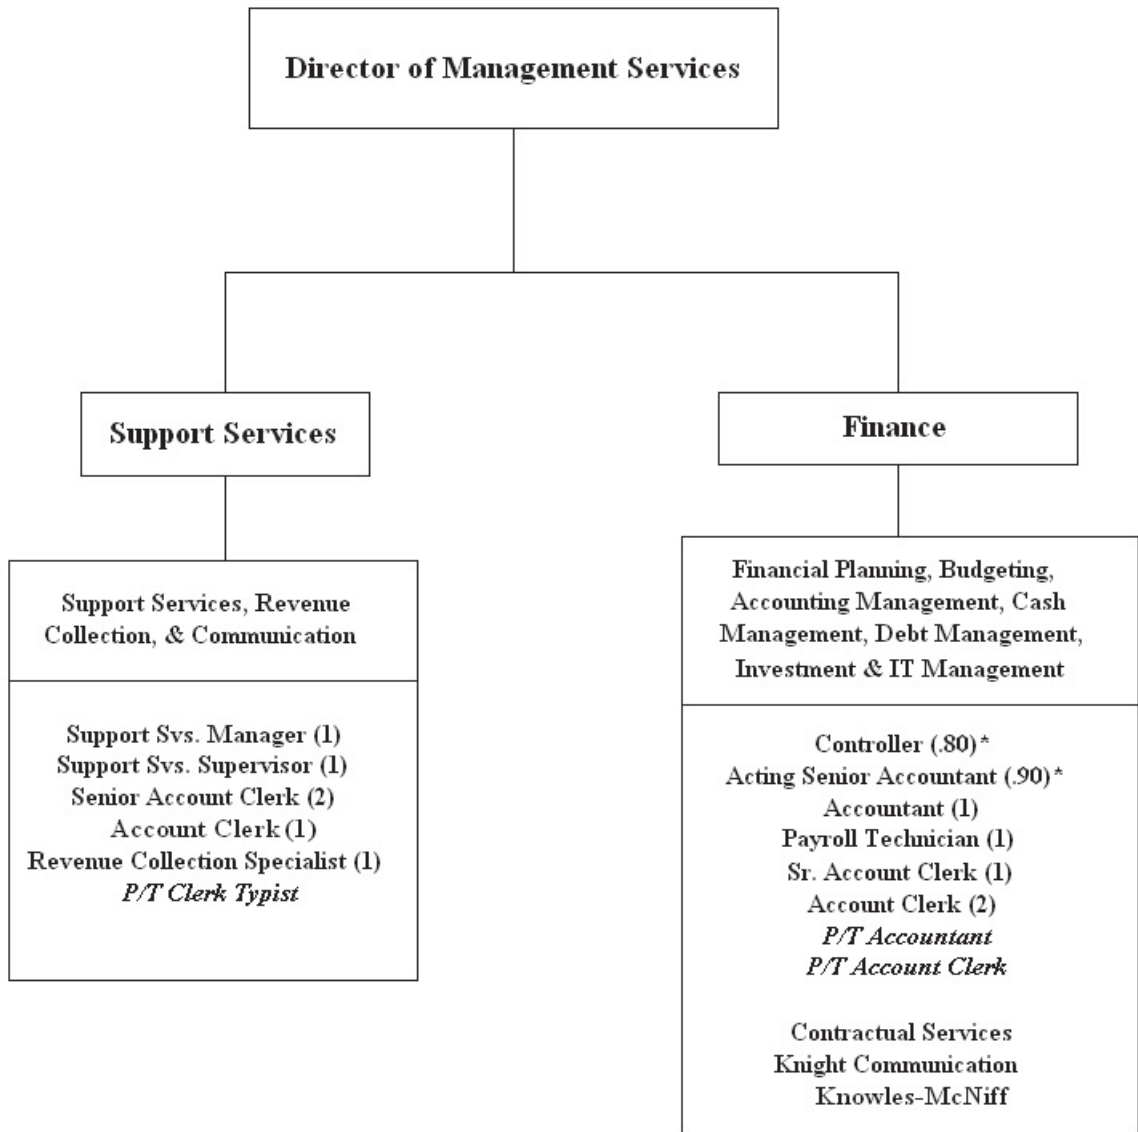 Director of Management Services
Support Services
Support Services, Revenue
Collection, & Communication
Support Svs. Manager (1)
Support Svs. Supervisor (1)
Senior Account Clerk (2)
Account Clerk (1)
Revenue Collection Specialist (1)
P/T Clerk Typist
Finance
Financial Planning, Budgeting,
Accounting Management, Cash
Management, Debt Management,
Investment & IT Management
Controller (.80)*
Acting Senior Accountant (.90)*
Accountant (1)
Payroll Technician (1)
Sr. Account Clerk (1)
Account Clerk (2)
P/T Accountant
P/T Account Clerk
Contractual Services
Knight Communication
Knowles-McNiff